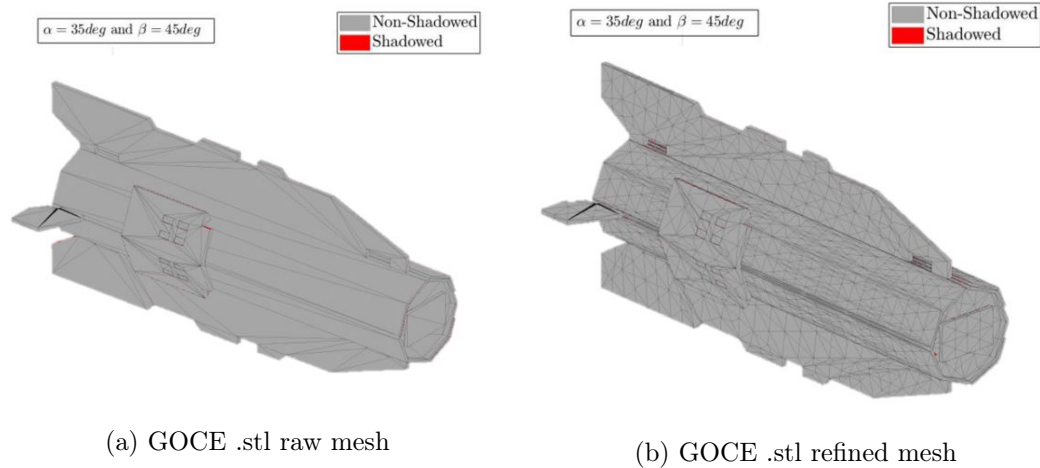 α = 35deg and β = 45deg
Non-Shadowed
Shadowed
α = 35deg and β = 45deg
Non-Shadowed
Shadowed
(a) GOCE .stl raw mesh
(b) GOCE .stl refined mesh